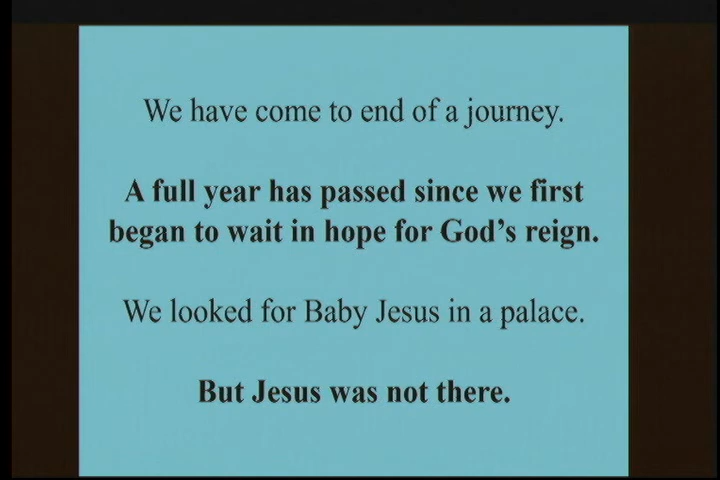 We have come to end of a journey.
A full year has passed since we first
began to wait in hope for God's reign.
We looked for Baby Jesus in a palace.
But Jesus was not there.